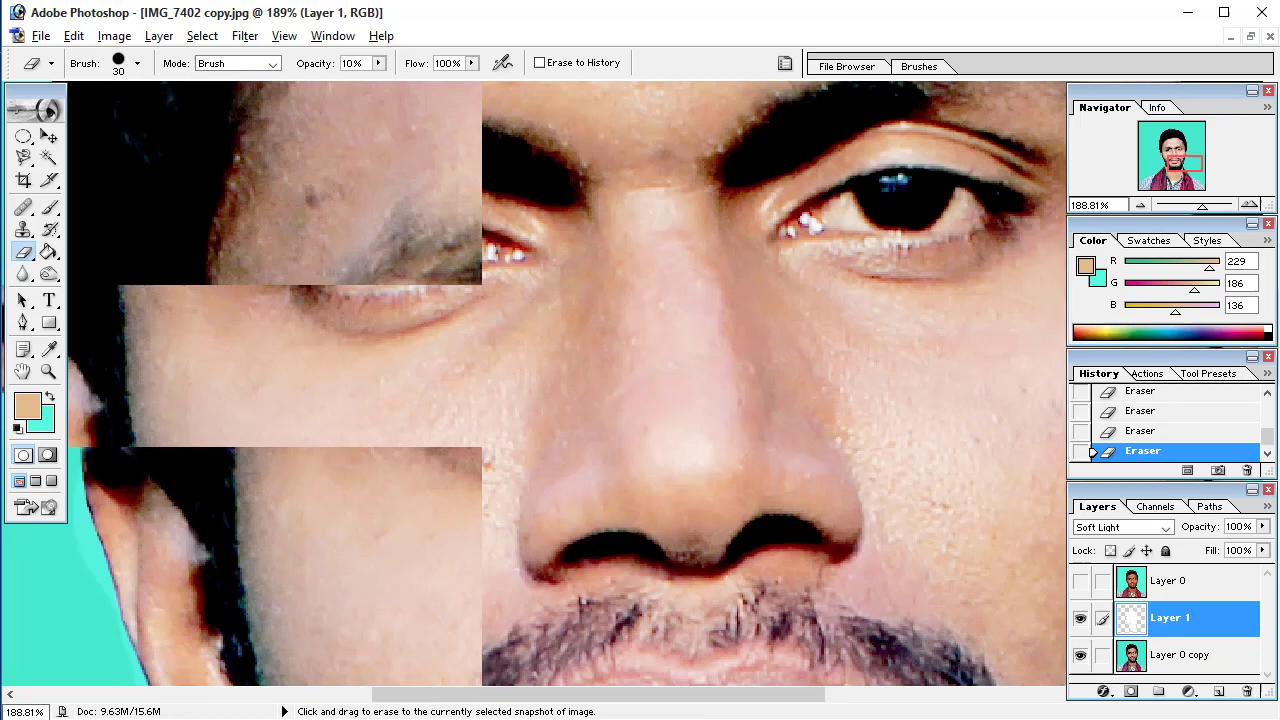 Adobe Photoshop - [IMG_7402 copy.jpg @ 189% (Layer 1, RGB)]
File Edit Image Layer Select Filter View Window Help
Brush: 30 Mode: Brush Opacity: 10% Flow: 100% Erase to History File Browser Brushes
Navigator Info
188.81%
Color Swatches Styles
R 229
G 186
B 136
History Actions Tool Presets
Eraser
Eraser
Eraser
Eraser
Layers Channels Paths
Soft Light Opacity: 100%
Lock: Fill: 100%
Layer 0
Layer 1
Layer 0 copy
188.81% Doc: 9.63M/15.6M Click and drag to erase to the currently selected snapshot or image.